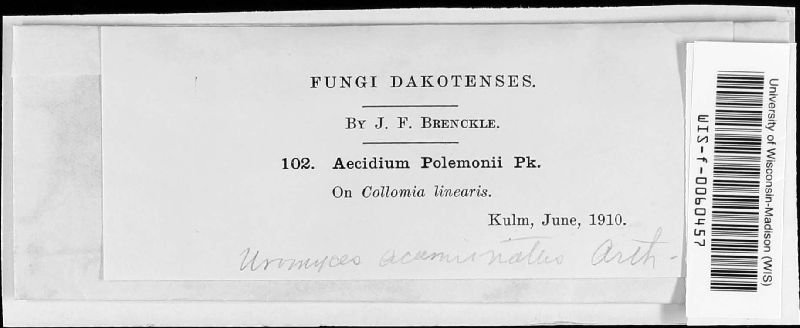 FUNGI DAKOTENSES.
BY J. F. BRENCKLE.
102. Aecidium Polemonii Pk.
On Collomia linearis.
Kulm, June, 1910.
Uromyces acuminatus Arth-
University of Wisconsin-Madison (WIS)
WIS-f-0060457